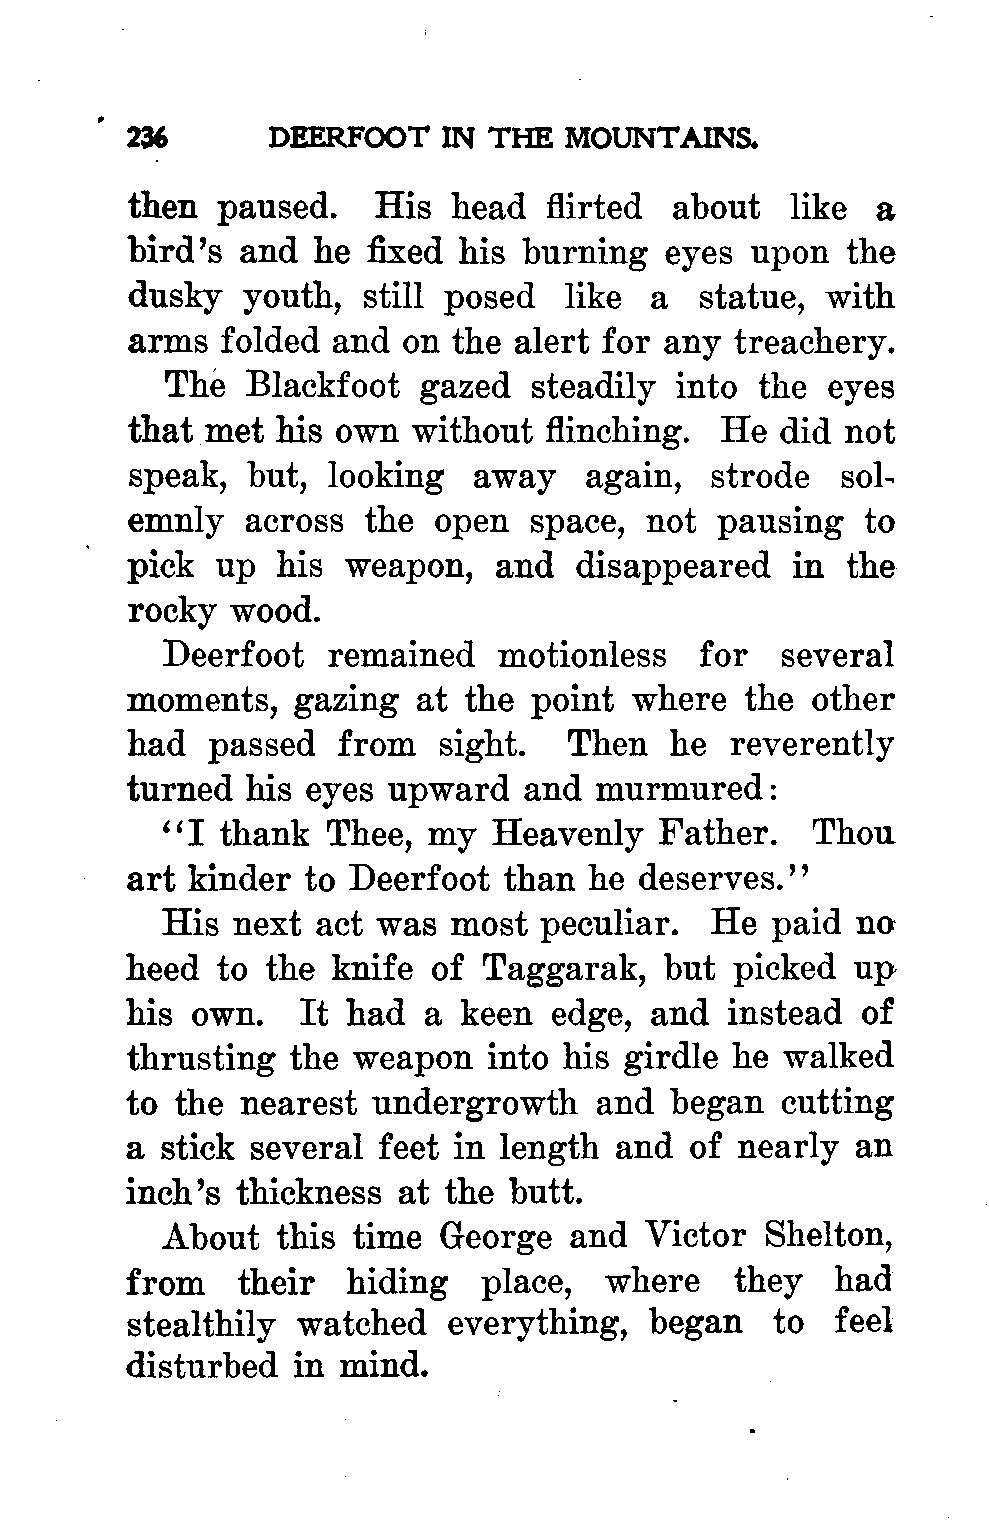 236 DEERFOOT IN THE MOUNTAINS.
then paused. His head flirted about like a
bird's and he fixed his burning eyes upon the
dusky youth, still posed like a statue, with
arms folded and on the alert for any treachery.
The Blackfoot gazed steadily into the eyes
that met his own without flinching. He did not
speak, but, looking away again, strode sol-
emnly across the open space, not pausing to
pick up his weapon, and disappeared in the
rocky wood.
Deerfoot remained motionless for several
moments, gazing at the point where the other
had passed from sight. Then he reverently
turned his eyes upward and murmured:
"I thank Thee, my Heavenly Father. Thou
art kinder to Deerfoot than he deserves."
His next act was most peculiar. He paid no
heed to the knife of Taggarak, but picked up
his own. It had a keen edge, and instead of
thrusting the weapon into his girdle he walked
to the nearest undergrowth and began cutting
a stick several feet in length and of nearly an
inch's thickness at the butt.
About this time George and Victor Shelton,
from their hiding place, where they had
stealthily watched everything, began to feel
disturbed in mind.